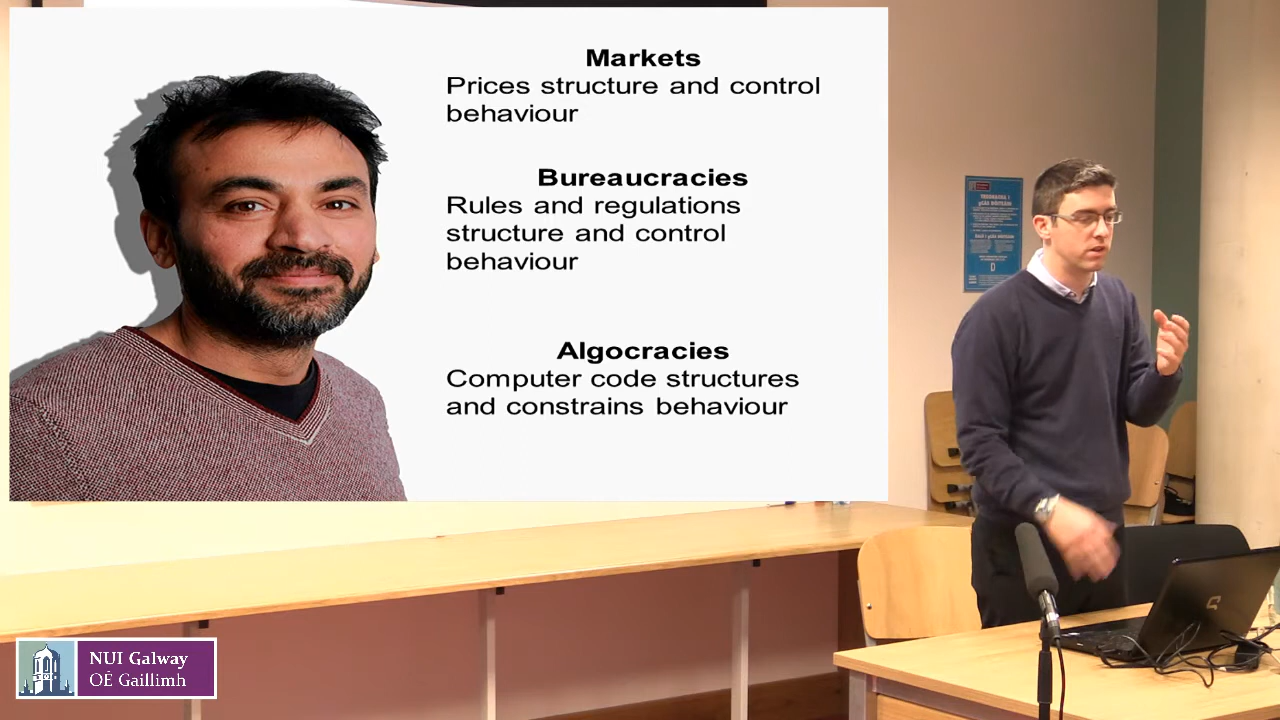 Markets
Prices structure and control
behaviour
Bureaucracies
Rules and regulations
structure and control
behaviour
Algocracies
Computer code structures
and constrains behaviour
NUI Galway
OE Gaillimh